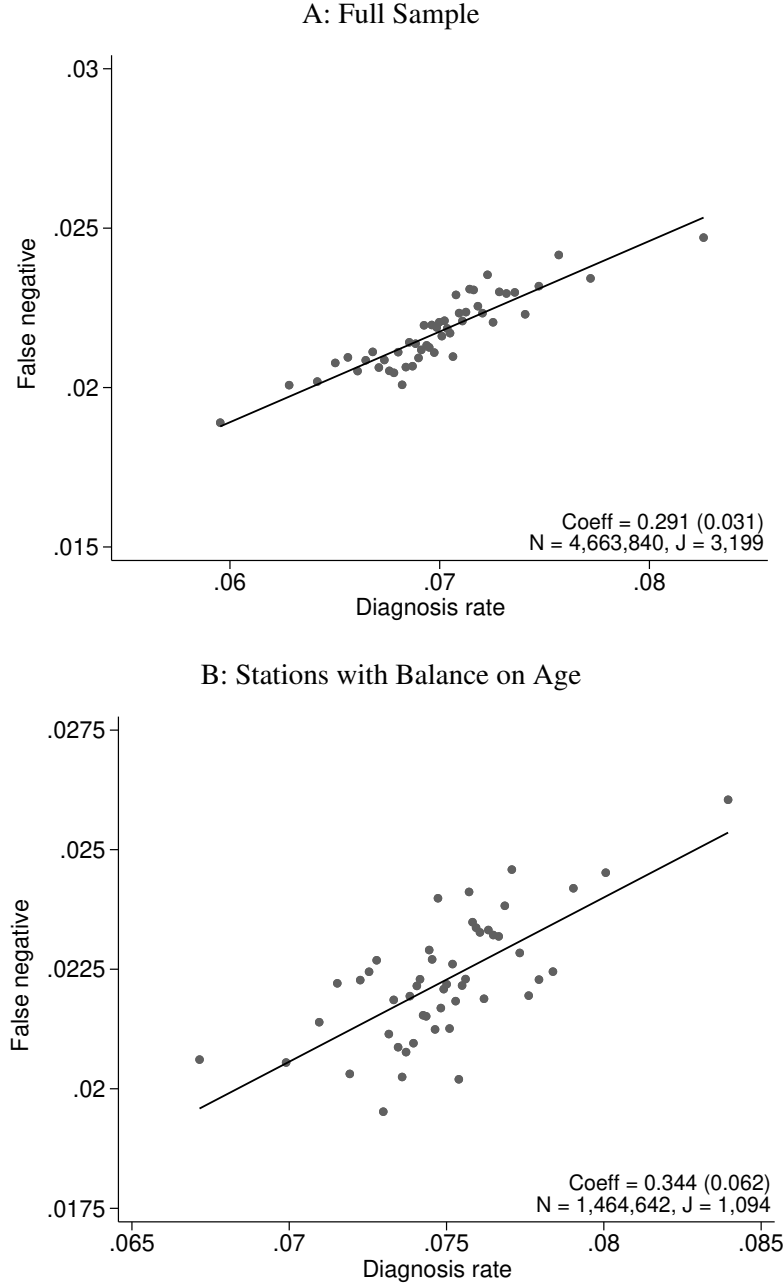 A: Full Sample
.03
.025
.02
.015
False negative
Coeff = 0.291 (0.031)
N = 4,663,840, J = 3,199
.06 .07 .08
Diagnosis rate
B: Stations with Balance on Age
.0275
.025
.0225
.02
.0175
False negative
Coeff = 0.344 (0.062)
N = 1,464,642, J = 1,094
.065 .07 .075 .08 .085
Diagnosis rate